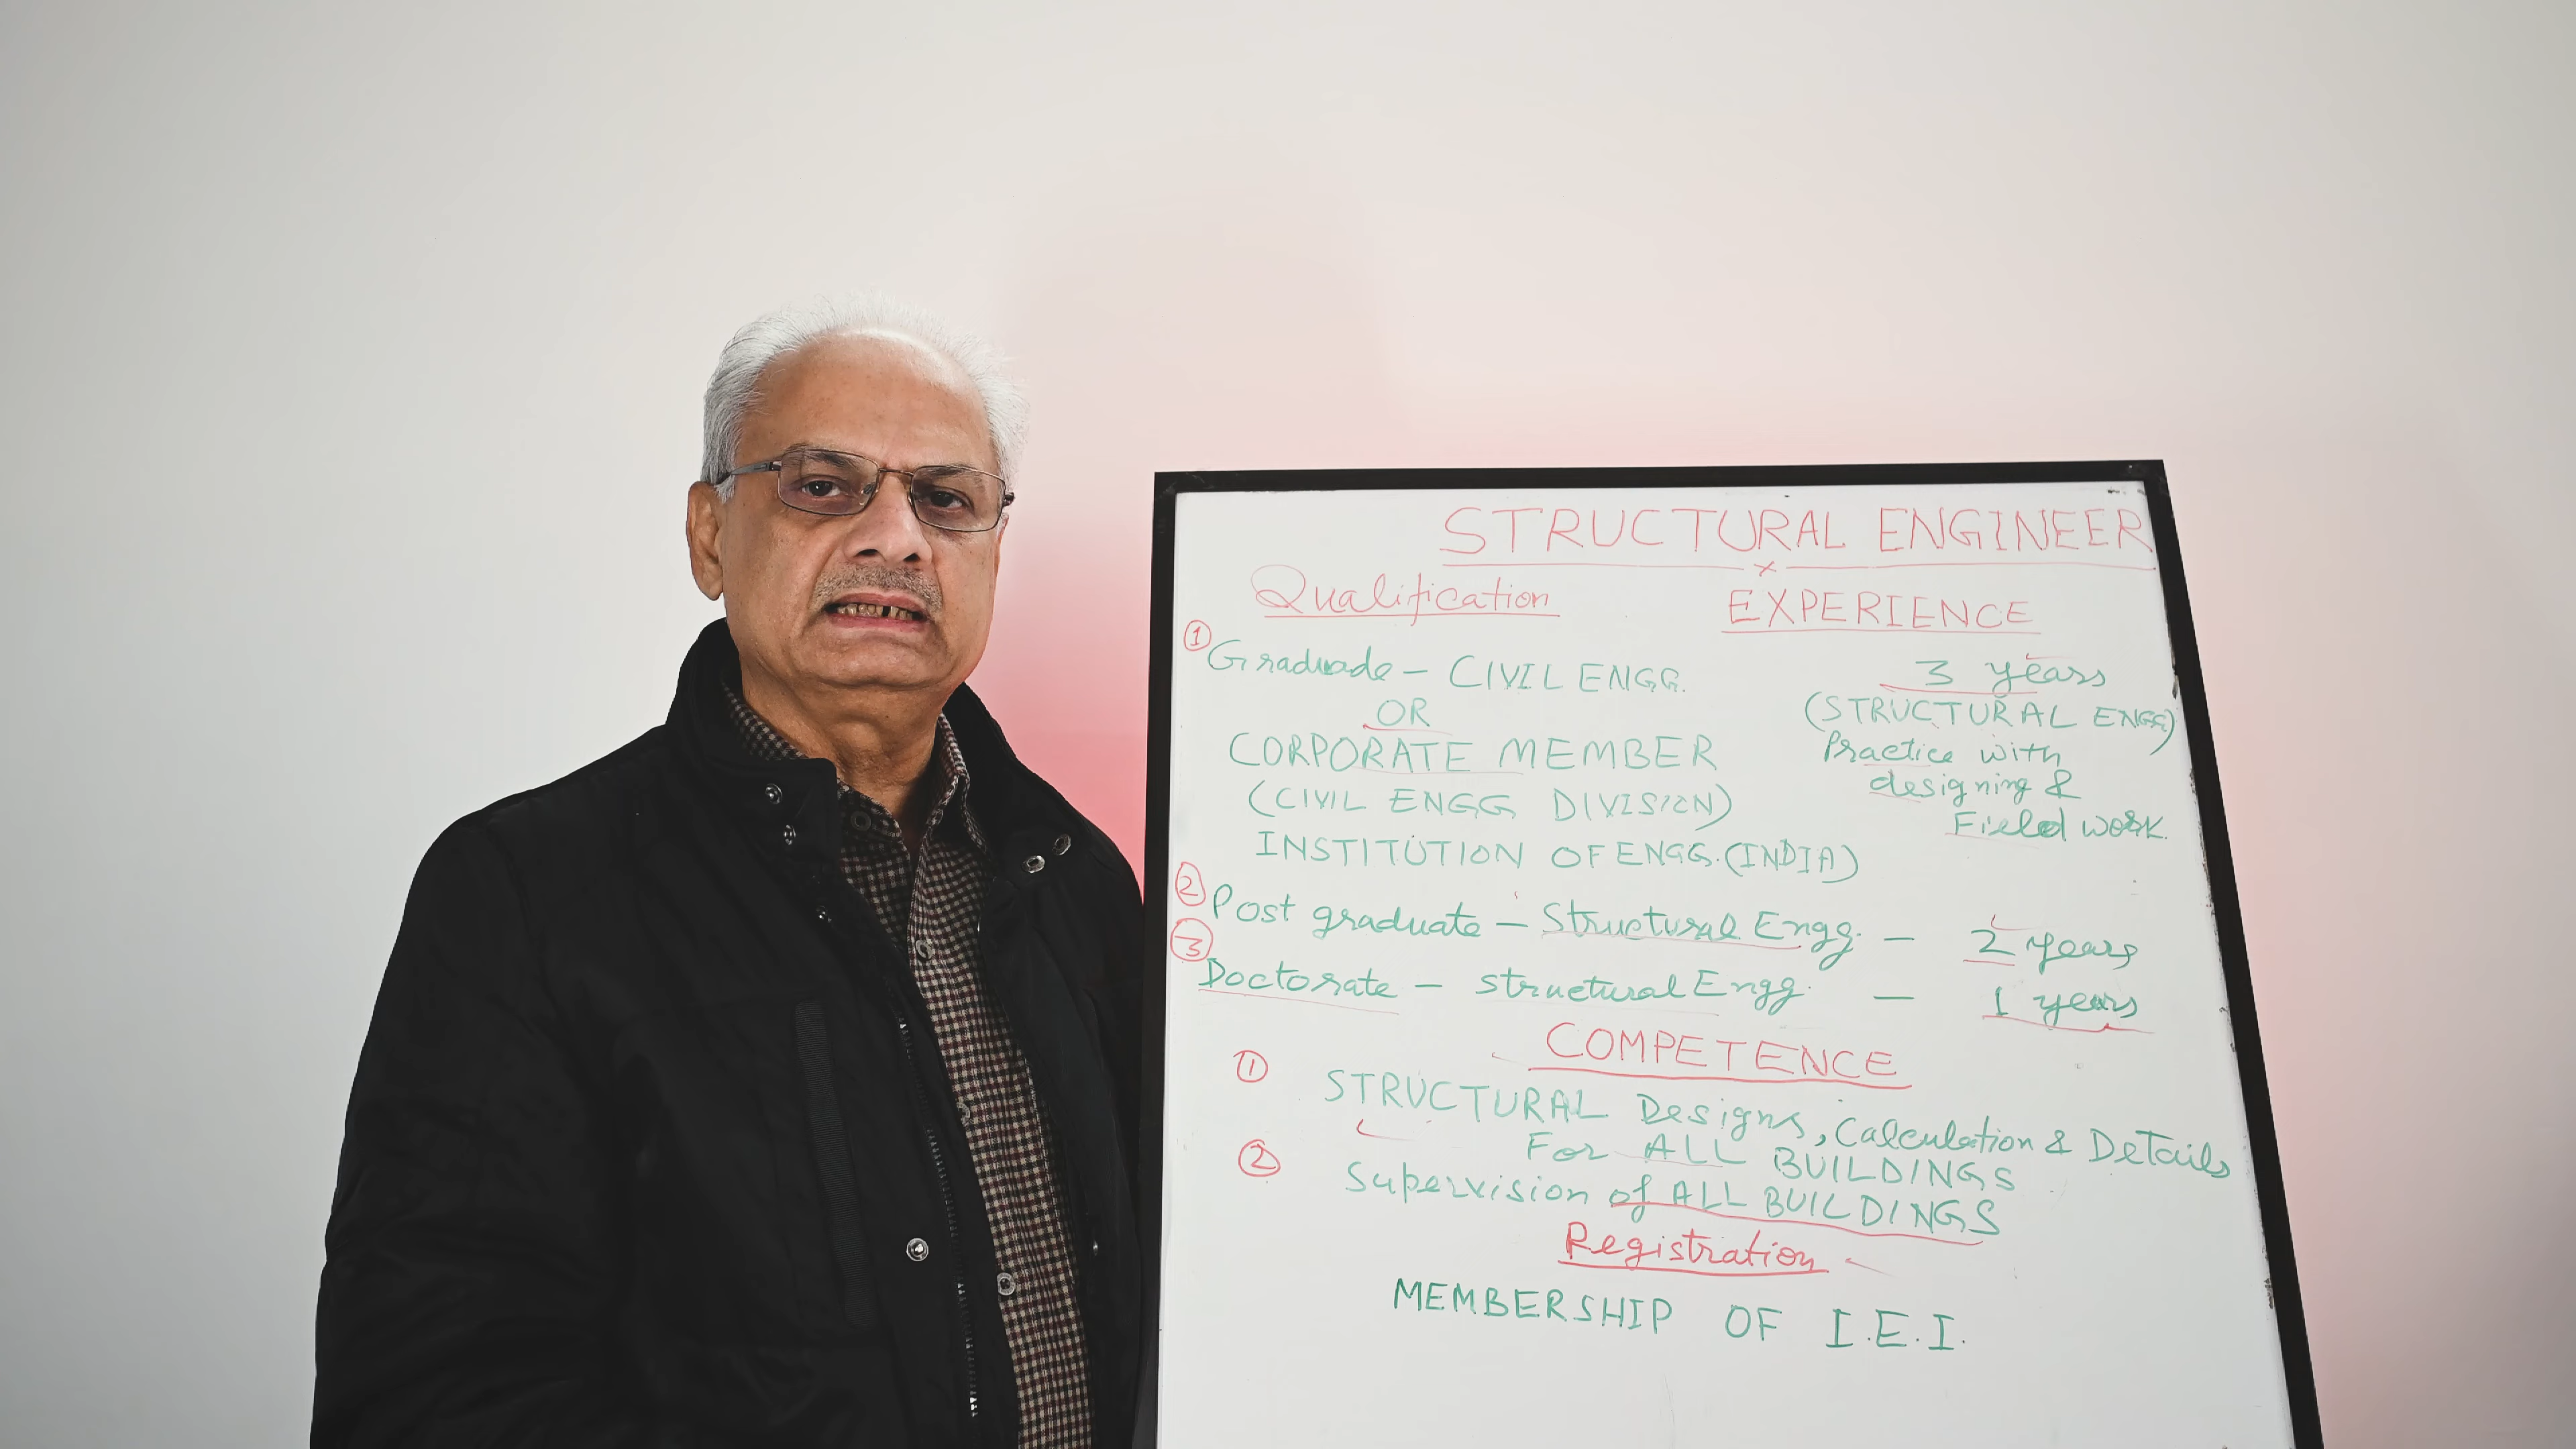 STRUCTURAL ENGINEER
x
Qualification EXPERIENCE
① Graduade – CIVIL ENGG. 3 years
OR (STRUCTURAL ENGG)
CORPORATE MEMBER Practice with
(CIVIL ENGG DIVISION) designing &
INSTITUTION OF ENGG.(INDIA) Field work.
② Post graduate – Structural Engg. – 2 years
③ Doctorate – structural Engg. – 1 years
COMPETENCE
① STRUCTURAL Designs, Calculation & Details
For ALL BUILDINGS
② Supervision of ALL BUILDINGS
Registration
MEMBERSHIP OF I.E.I.